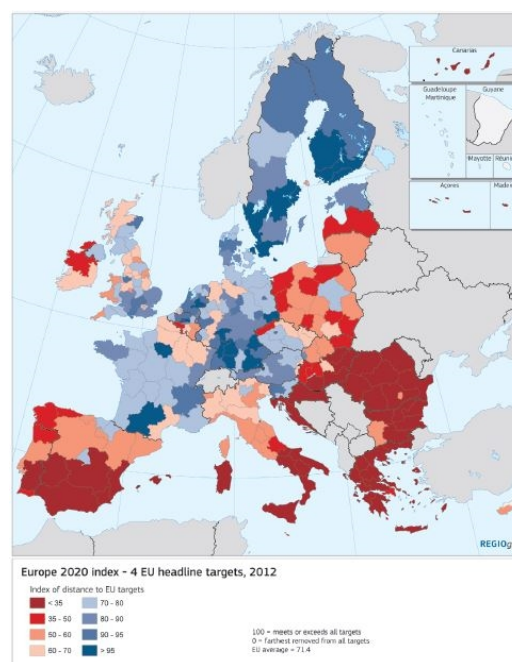 Canarias
Guadeloupe
Martinique
Guyane
Mayotte
Réunion
Açores
Madei
REGIOg
Europe 2020 index - 4 EU headline targets, 2012
Index of distance to EU targets
< 35
35 - 50
50 - 60
60 - 70
70 - 80
80 - 90
90 - 95
> 95
100 = meets or exceeds all targets
0 = farthest removed from all targets
EU average = 71.4